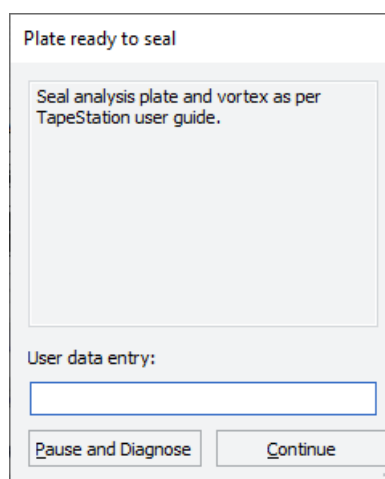 Plate ready to seal
Seal analysis plate and vortex as per
TapeStation user guide.
User data entry:
Pause and Diagnose
Continue